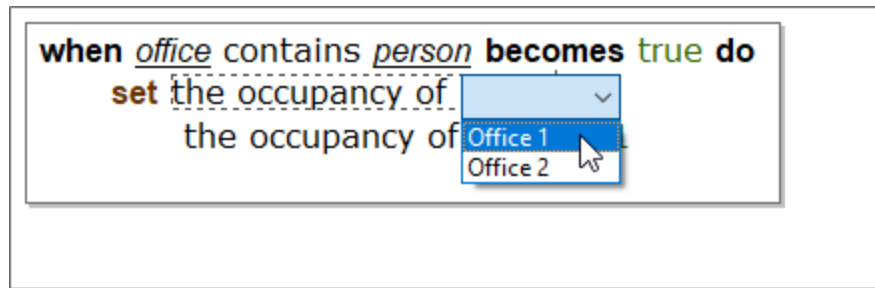 when office contains person becomes true do
set the occupancy of
the occupancy of
Office 1
Office 2